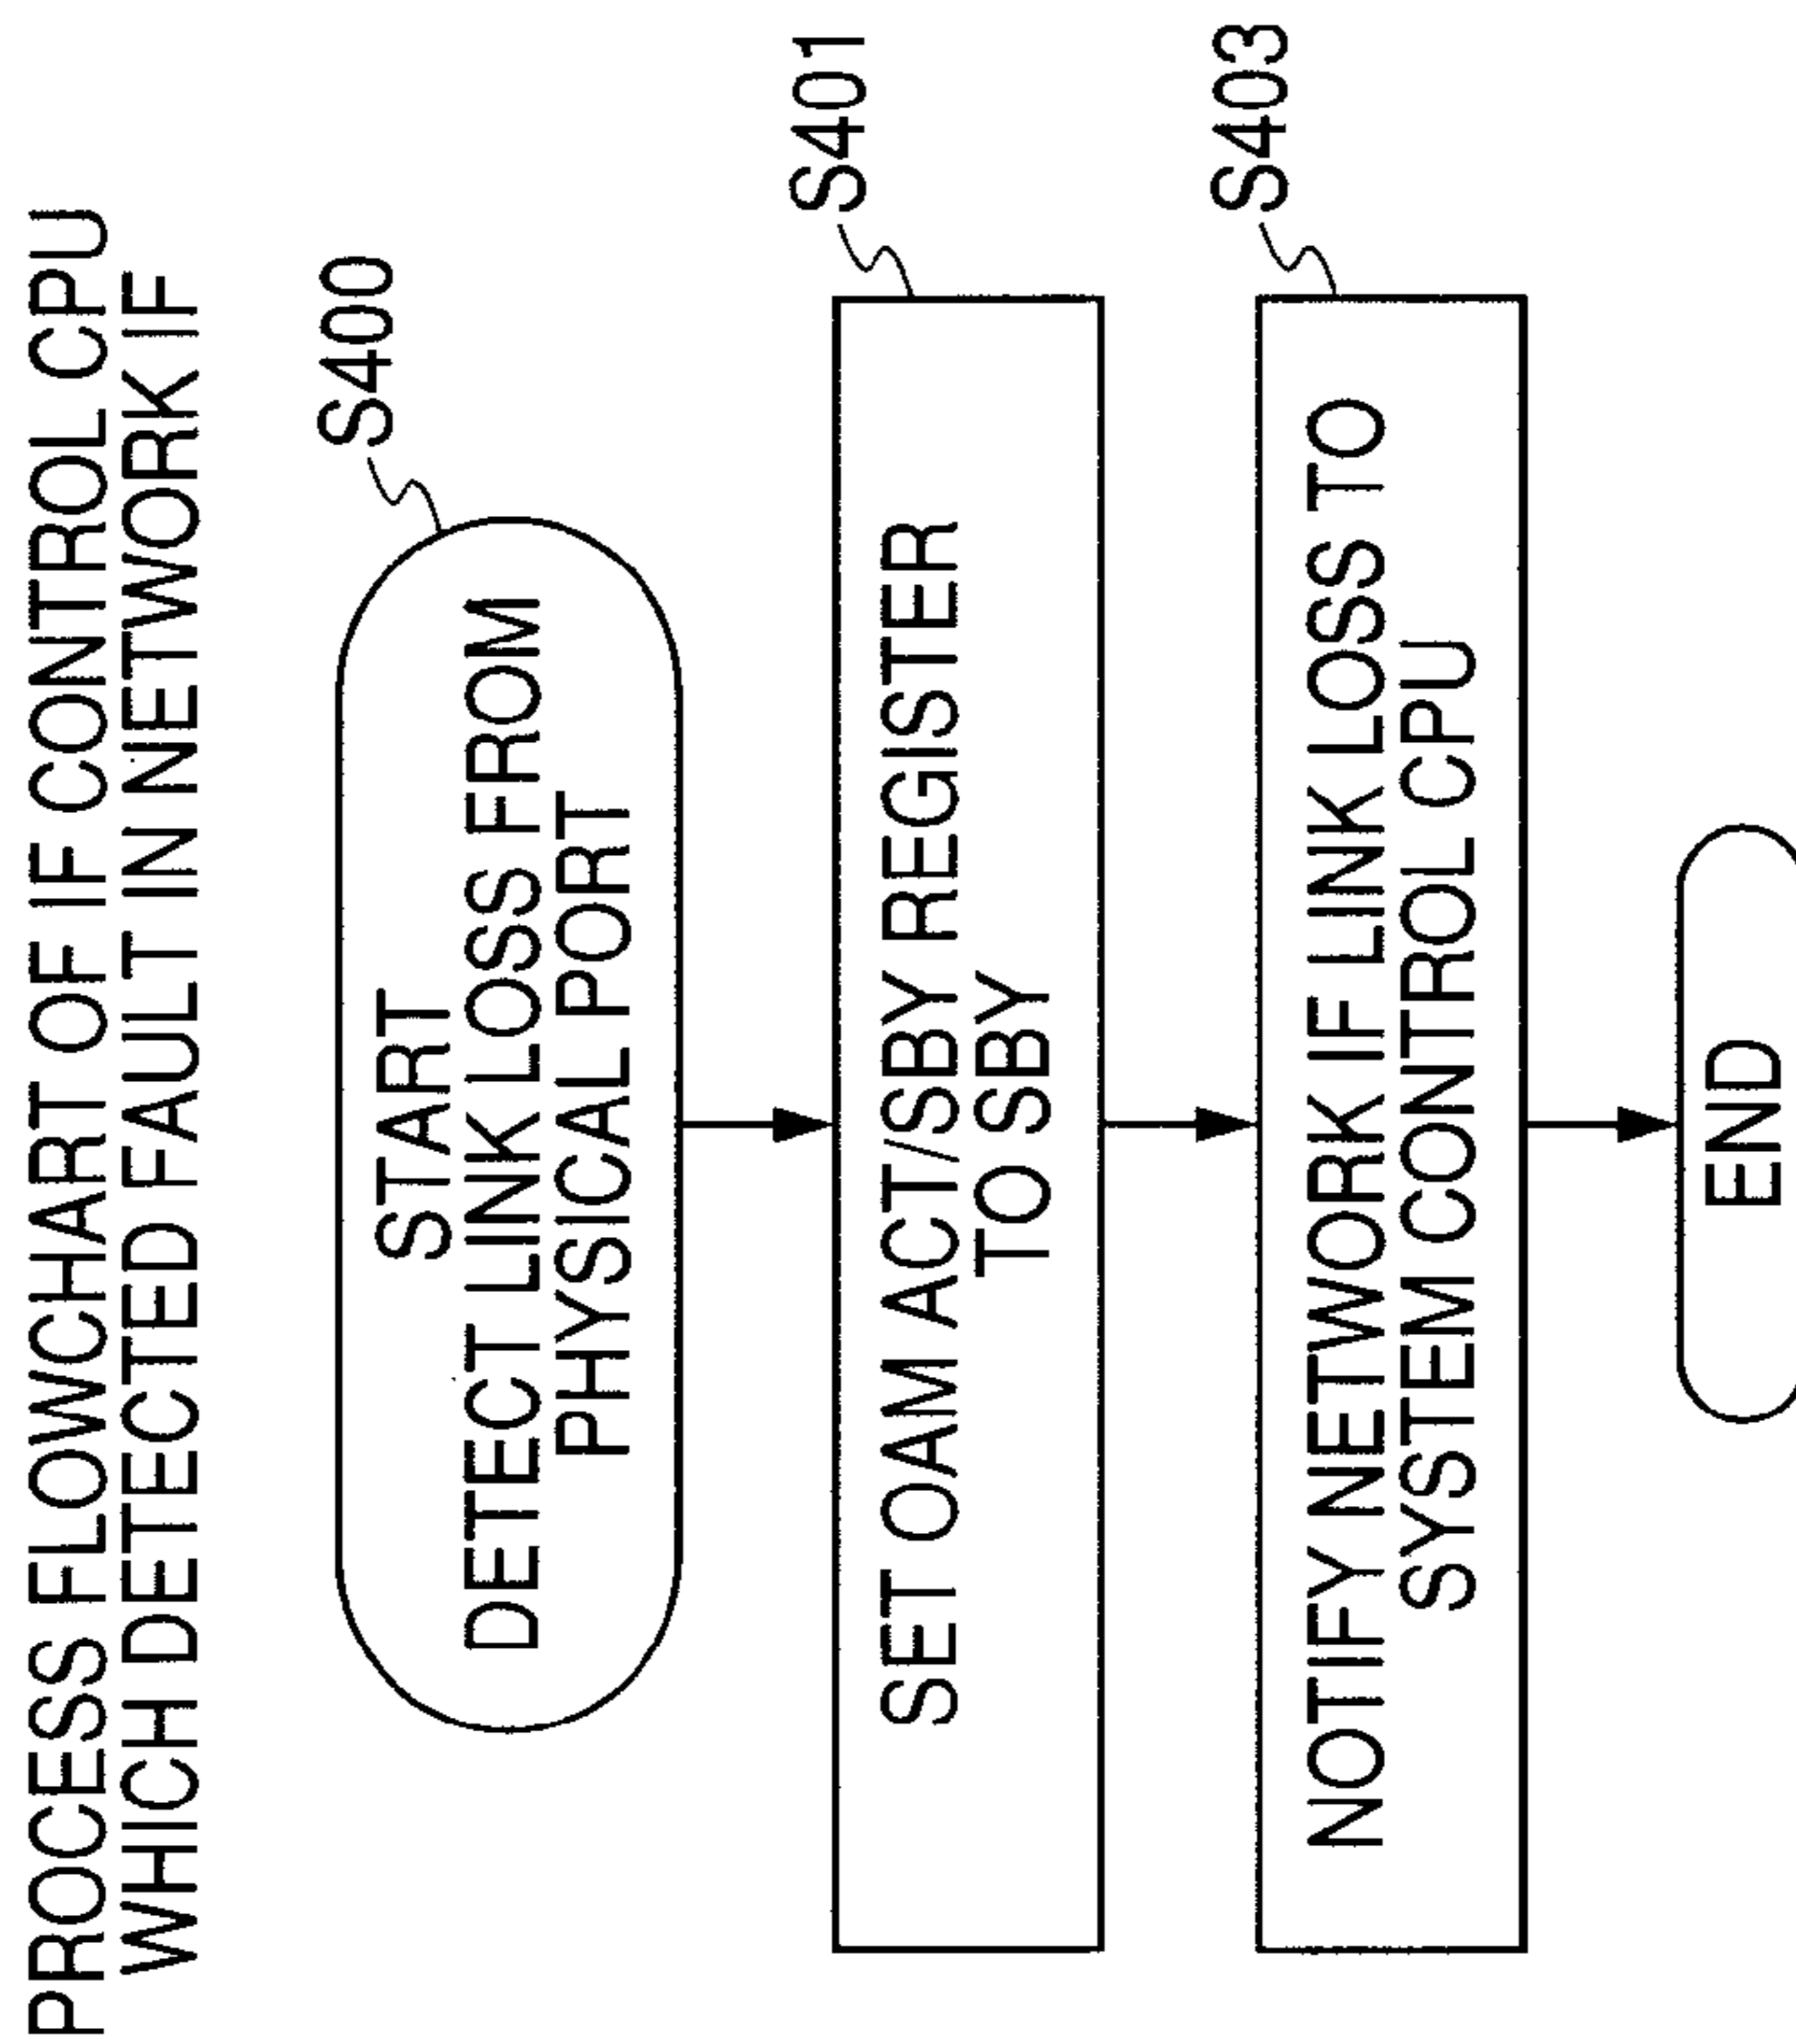 PROCESS FLOWCHART OF IF CONTROL CPU
WHICH DETECTED FAULT IN NETWORK IF
S400
START
DETECT LINK LOSS FROM
PHYSICAL PORT
S401
SET OAM ACT/SBY REGISTER
TO SBY
S403
NOTIFY NETWORK IF LINK LOSS TO
SYSTEM CONTROL CPU
END